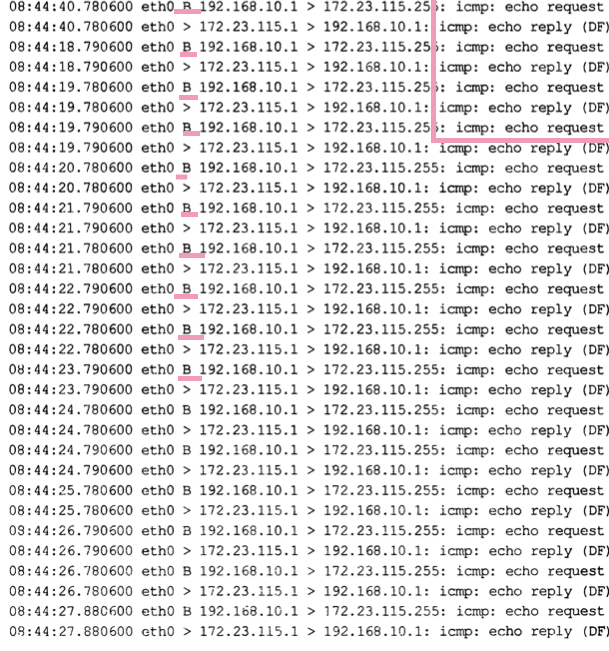 08:44:40.780600 eth0 B 192.168.10.1 > 172.23.115.255: icmp: echo request
08:44:40.780600 eth0 > 172.23.115.1 > 192.168.10.1: icmp: echo reply (DF)
08:44:18.790600 eth0 B 192.168.10.1 > 172.23.115.255: icmp: echo request
08:44:18.790600 eth0 > 172.23.115.1 > 192.168.10.1: icmp: echo reply (DF)
08:44:19.780600 eth0 B 192.168.10.1 > 172.23.115.255: icmp: echo request
08:44:19.780600 eth0 > 172.23.115.1 > 192.168.10.1: icmp: echo reply (DF)
08:44:19.790600 eth0 B 192.168.10.1 > 172.23.115.255: icmp: echo request
08:44:19.790600 eth0 > 172.23.115.1 > 192.168.10.1: icmp: echo reply (DF)
08:44:20.780600 eth0 B 192.168.10.1 > 172.23.115.255: icmp: echo request
08:44:20.780600 eth0 > 172.23.115.1 > 192.168.10.1: icmp: echo reply (DF)
08:44:21.790600 eth0 B 192.168.10.1 > 172.23.115.255: icmp: echo request
08:44:21.790600 eth0 > 172.23.115.1 > 192.168.10.1: icmp: echo reply (DF)
08:44:21.780600 eth0 B 192.168.10.1 > 172.23.115.255: icmp: echo request
08:44:21.780600 eth0 > 172.23.115.1 > 192.168.10.1: icmp: echo reply (DF)
08:44:22.790600 eth0 B 192.168.10.1 > 172.23.115.255: icmp: echo request
08:44:22.790600 eth0 > 172.23.115.1 > 192.168.10.1: icmp: echo reply (DF)
08:44:22.780600 eth0 B 192.168.10.1 > 172.23.115.255: icmp: echo request
08:44:22.780600 eth0 > 172.23.115.1 > 192.168.10.1: icmp: echo reply (DF)
08:44:23.790600 eth0 B 192.168.10.1 > 172.23.115.255: icmp: echo request
08:44:23.790600 eth0 > 172.23.115.1 > 192.168.10.1: icmp: echo reply (DF)
08:44:24.780600 eth0 B 192.168.10.1 > 172.23.115.255: icmp: echo request
08:44:24.780600 eth0 > 172.23.115.1 > 192.168.10.1: icmp: echo reply (DF)
08:44:24.790600 eth0 B 192.168.10.1 > 172.23.115.255: icmp: echo request
08:44:24.790600 eth0 > 172.23.115.1 > 192.168.10.1: icmp: echo reply (DF)
08:44:25.780600 eth0 B 192.168.10.1 > 172.23.115.255: icmp: echo request
08:44:25.780600 eth0 > 172.23.115.1 > 192.168.10.1: icmp: echo reply (DF)
08:44:26.790600 eth0 B 192.168.10.1 > 172.23.115.255: icmp: echo request
08:44:26.790600 eth0 > 172.23.115.1 > 192.168.10.1: icmp: echo reply (DF)
08:44:26.780600 eth0 B 192.168.10.1 > 172.23.115.255: icmp: echo request
08:44:26.780600 eth0 > 172.23.115.1 > 192.168.10.1: icmp: echo reply (DF)
08:44:27.880600 eth0 B 192.168.10.1 > 172.23.115.255: icmp: echo request
08:44:27.880600 eth0 > 172.23.115.1 > 192.168.10.1: icmp: echo reply (DF)